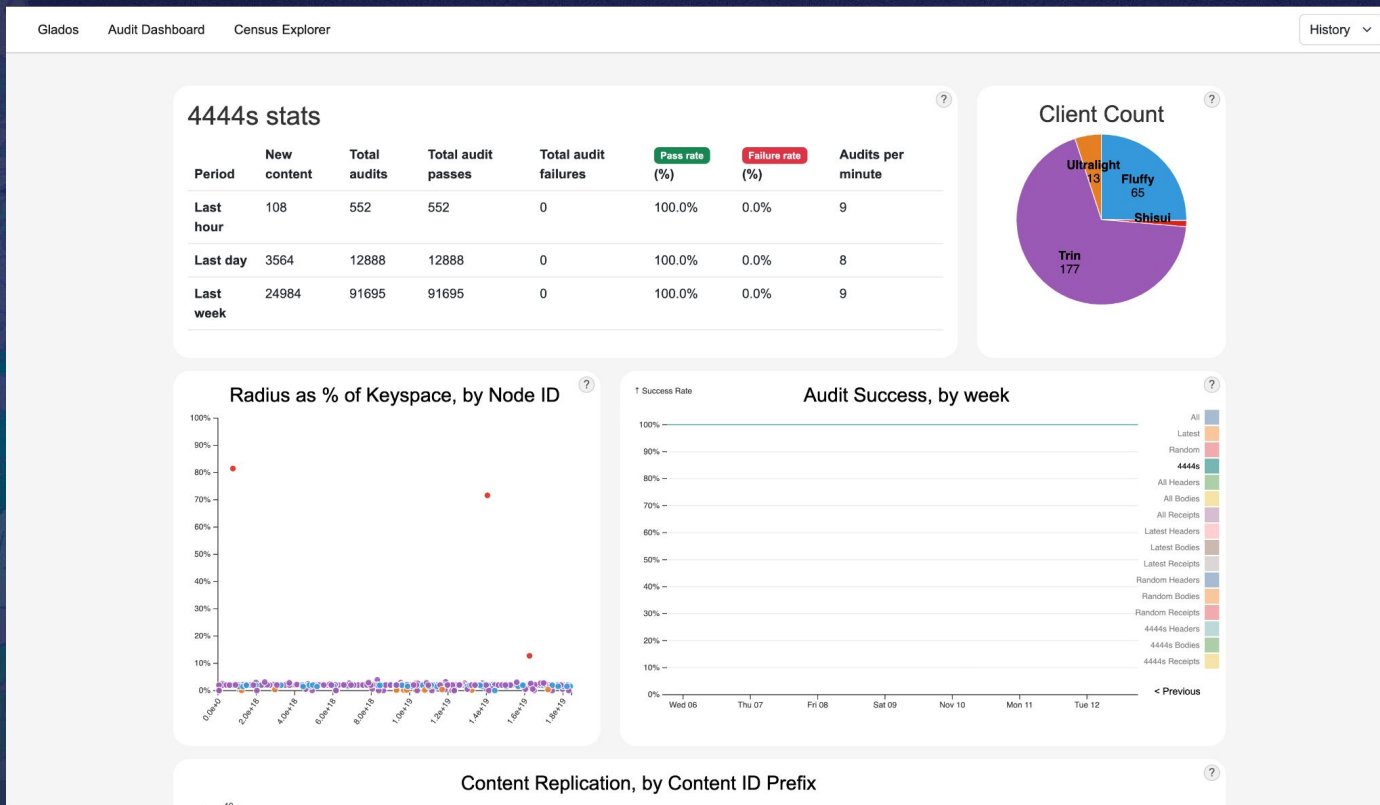 Glados Audit Dashboard Census Explorer History
4444s stats
?
Period New content Total audits Total audit passes Total audit failures Pass rate (%) Failure rate (%) Audits per minute
Last hour 108 552 552 0 100.0% 0.0% 9
Last day 3564 12888 12888 0 100.0% 0.0% 8
Last week 24984 91695 91695 0 100.0% 0.0% 9
Client Count
?
Ultralight
13
Fluffy
65
Shisui
Trin
177
Radius as % of Keyspace, by Node ID
?
100%
90%
80%
70%
60%
50%
40%
30%
20%
10%
0%
0.0e+0 2.0e+18 4.0e+18 6.0e+18 8.0e+18 1.0e+19 1.2e+19 1.4e+19 1.6e+19 1.8e+19
↑ Success Rate
Audit Success, by week
?
100%
90%
80%
70%
60%
50%
40%
30%
20%
10%
0%
Wed 06 Thu 07 Fri 08 Sat 09 Nov 10 Mon 11 Tue 12
All
Latest
Random
4444s
All Headers
All Bodies
All Receipts
Latest Headers
Latest Bodies
Latest Receipts
Random Headers
Random Bodies
Random Receipts
4444s Headers
4444s Bodies
4444s Receipts
< Previous
Content Replication, by Content ID Prefix
?